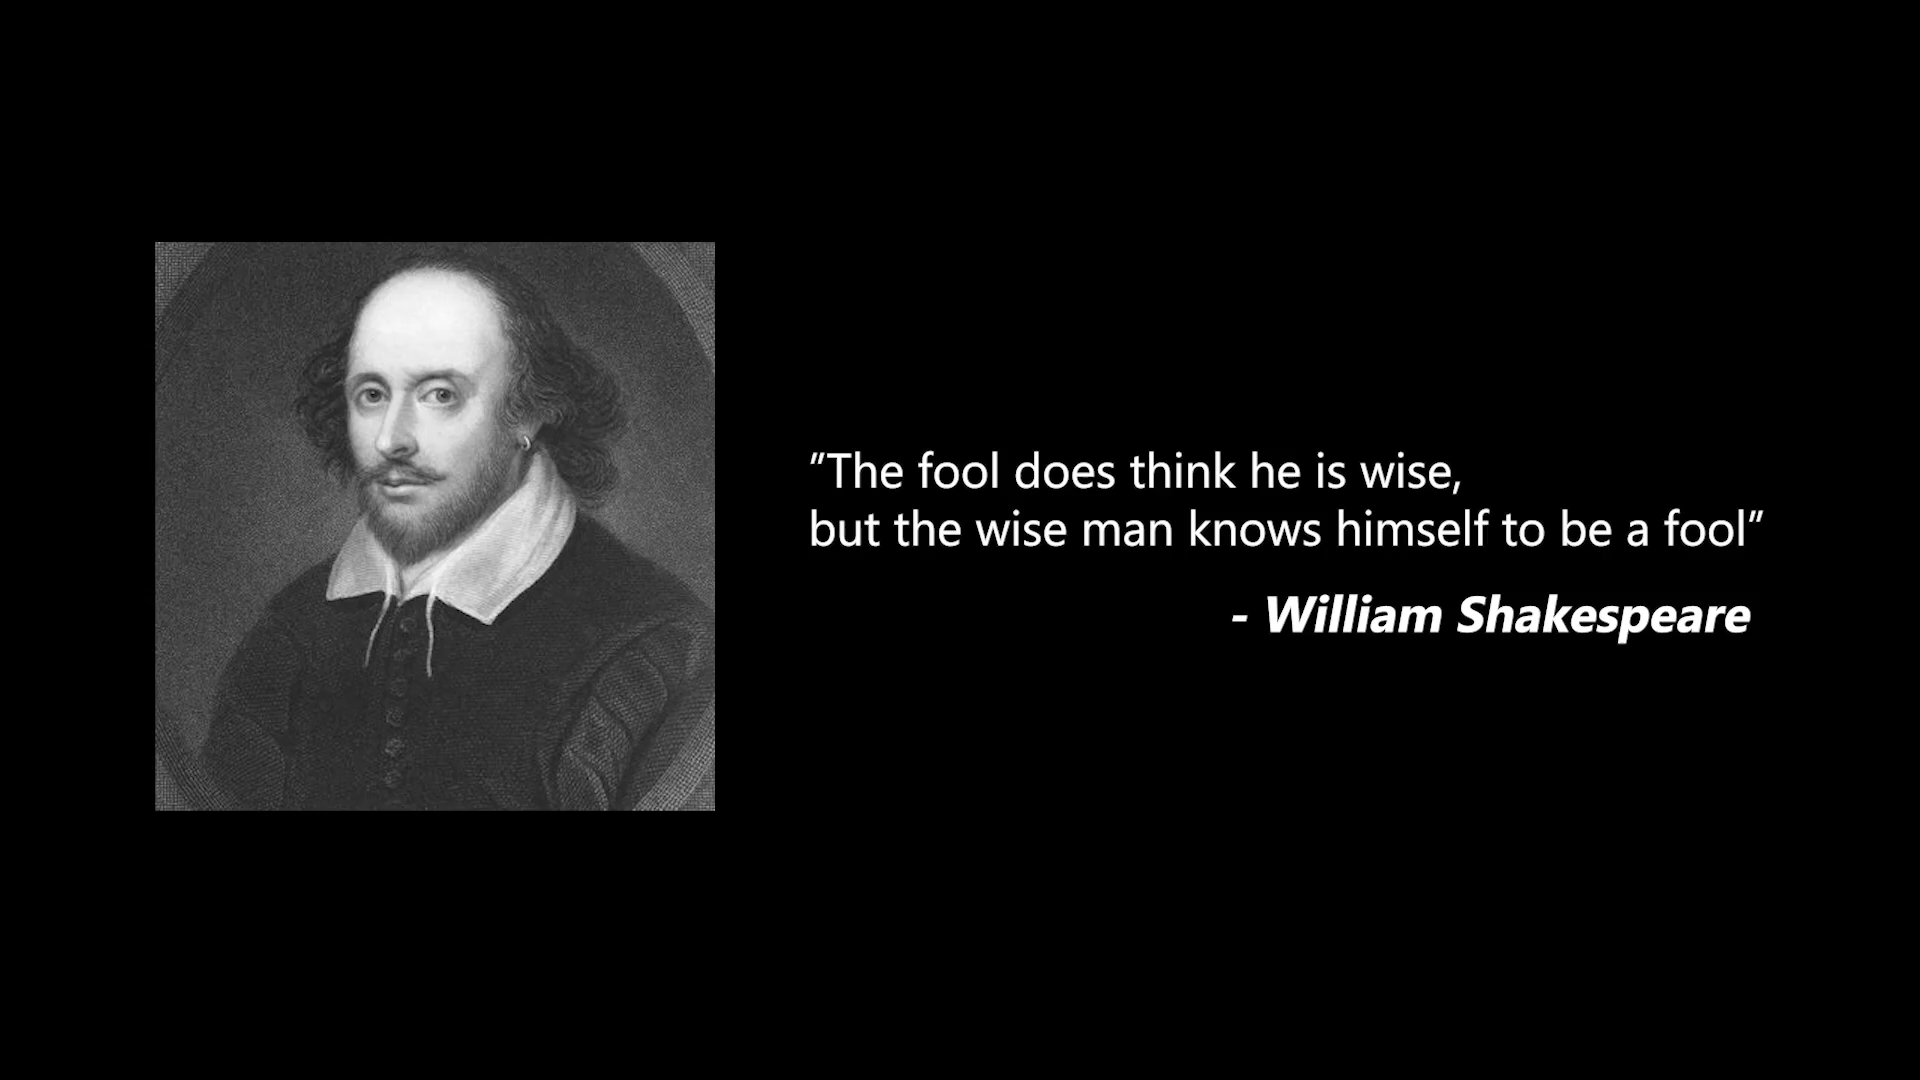 "The fool does think he is wise,
but the wise man knows himself to be a fool"
- William Shakespeare